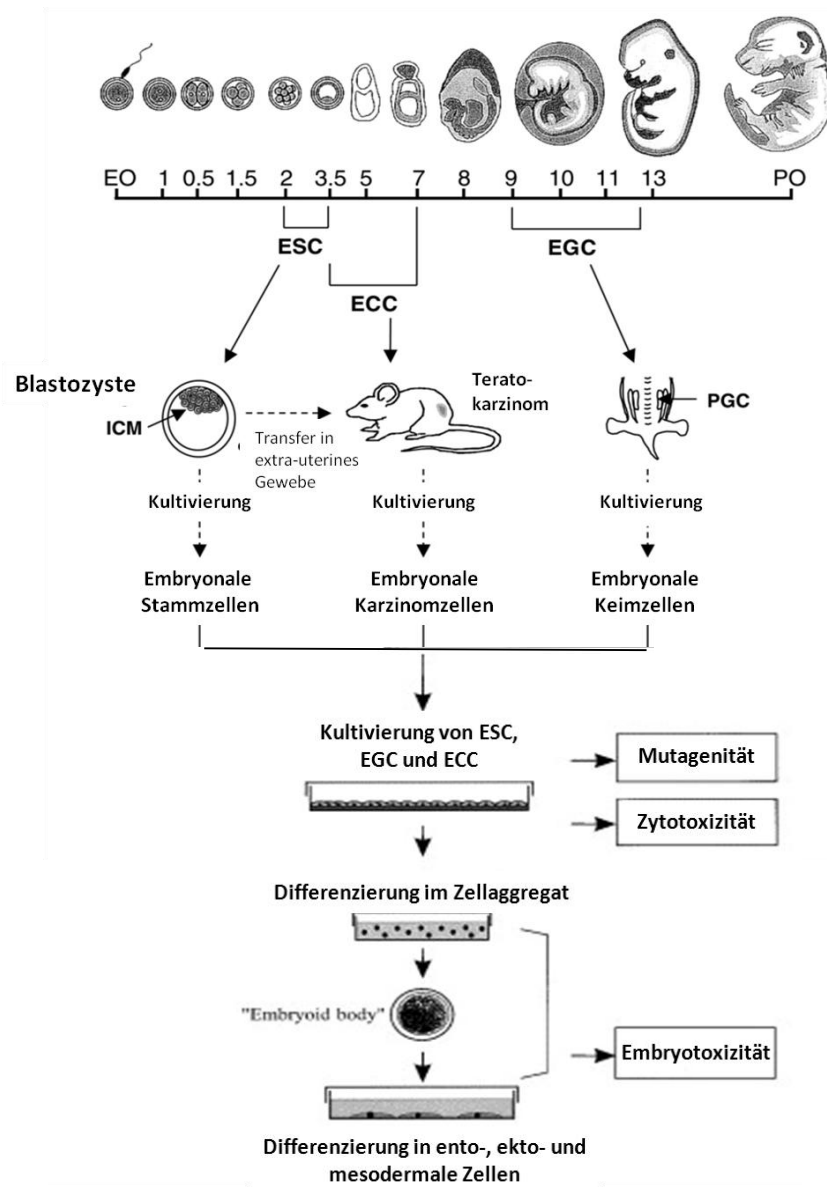 EO 1 0.5 1.5 2 3.5 5 7 8 9 10 11 13 PO
ESC
EGC
ECC
Blastozyste
ICM
Terato-
karzinom
PGC
Transfer in
extra-uterines
Gewebe
Kultivierung
Kultivierung
Kultivierung
Embryonale
Stammzellen
Embryonale
Karzinomzellen
Embryonale
Keimzellen
Kultivierung von ESC,
EGC und ECC
Mutagenität
Zytotoxizität
Differenzierung im Zellaggregat
"Embryoid body"
Embryotoxizität
Differenzierung in ento-, ekto- und
mesodermale Zellen